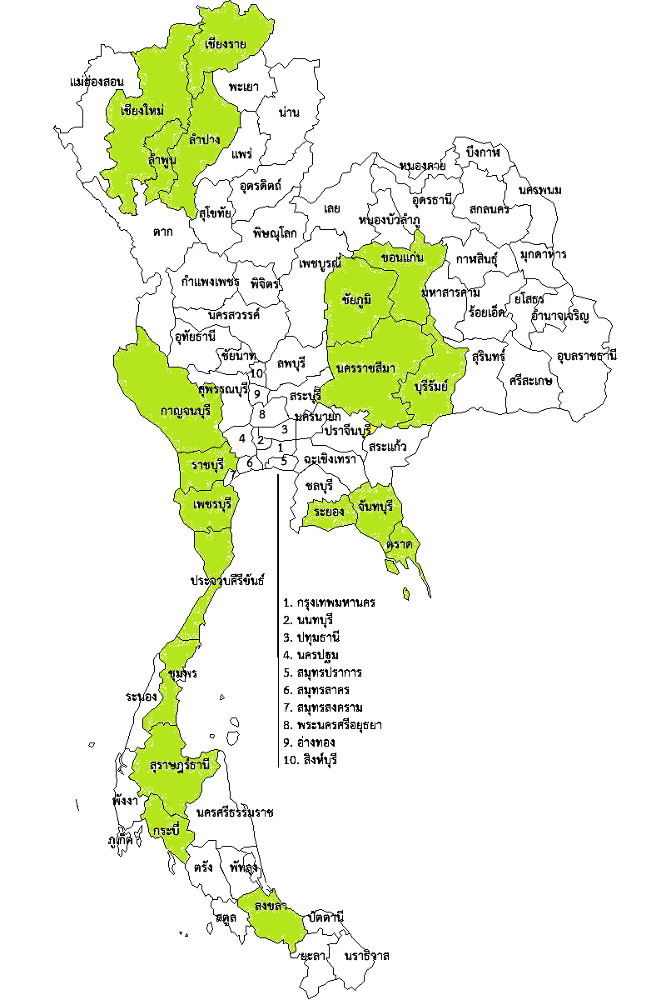 เชียงราย
แม่ฮ่องสอน
พะเยา
เชียงใหม่
น่าน
ลำปาง
แพร่
ลำพูน
บึงกาฬ
หนองคาย
อุตรดิตถ์
นครพนม
อุดรธานี
เลย
สกลนคร
สุโขทัย
หนองบัวลำภู
ตาก
พิษณุโลก
มุกดาหาร
ขอนแก่น
กาฬสินธุ์
เพชรบูรณ์
กำแพงเพชร
พิจิตร
มหาสารคาม
ชัยภูมิ
ยโสธร
ร้อยเอ็ด
อำนาจเจริญ
นครสวรรค์
อุทัยธานี
ชัยนาท
ลพบุรี
นครราชสีมา
สุรินทร์
อุบลราชธานี
10
ศรีสะเกษ
บุรีรัมย์
สุพรรณบุรี
9
สระบุรี
กาญจนบุรี
8
นครนายก
3
ปราจีนบุรี
4
2
1
สระแก้ว
ราชบุรี
6
5
ฉะเชิงเทรา
7
ชลบุรี
เพชรบุรี
ระยอง
จันทบุรี
ตราด
ประจวบคีรีขันธ์
1. กรุงเทพมหานคร
2. นนทบุรี
3. ปทุมธานี
4. นครปฐม
5. สมุทรปราการ
6. สมุทรสาคร
7. สมุทรสงคราม
8. พระนครศรีอยุธยา
9. อ่างทอง
10. สิงห์บุรี
ชุมพร
ระนอง
สุราษฎร์ธานี
พังงา
นครศรีธรรมราช
กระบี่
ภูเก็ต
ตรัง
พัทลุง
สงขลา
สตูล
ปัตตานี
ยะลา
นราธิวาส